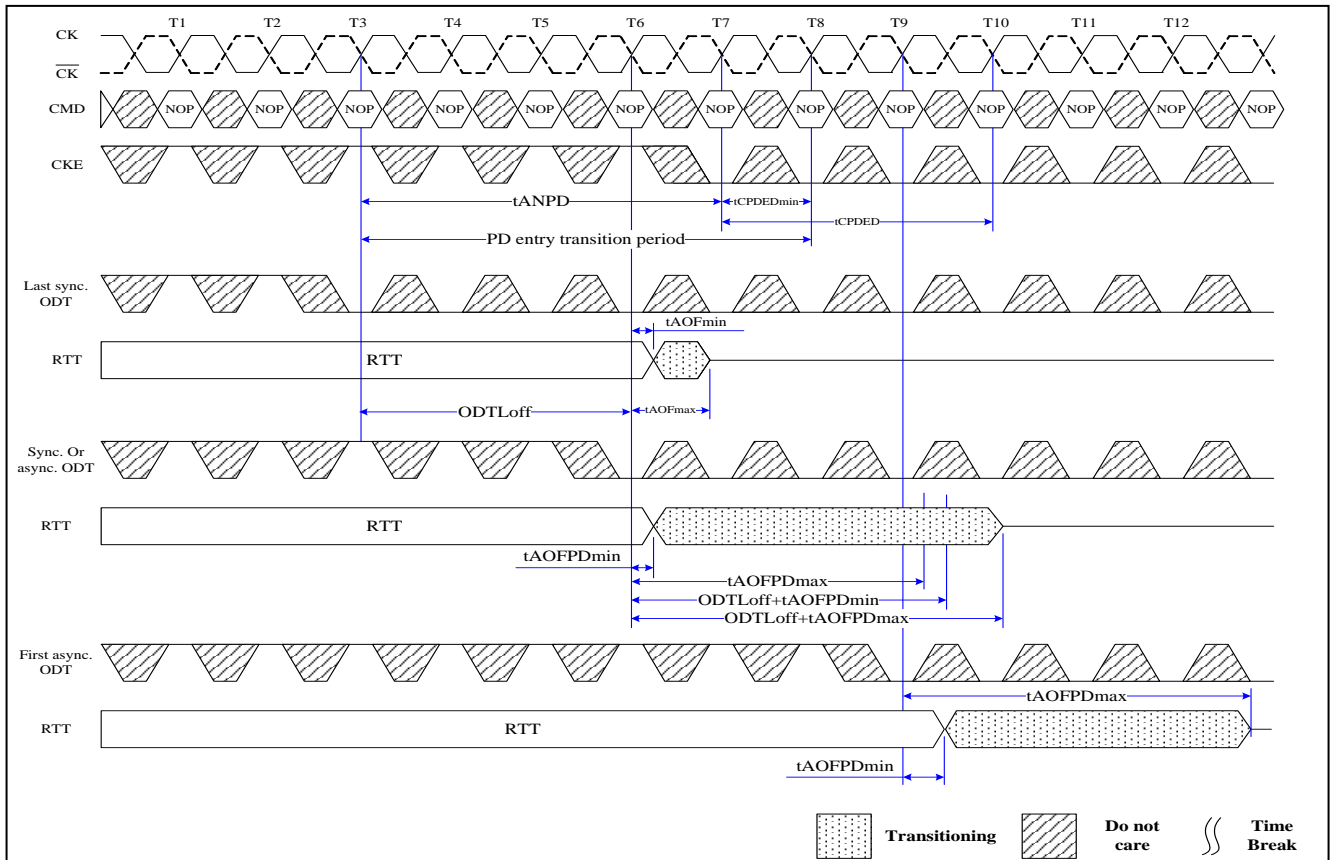 T1 T2 T3 T4 T5 T6 T7 T8 T9 T10 T11 T12
CK
CK
CMD NOP NOP NOP NOP NOP NOP NOP NOP NOP NOP NOP NOP NOP
CKE
tANPD tCPDEDmin
tCPDED
PD entry transition period
Last sync.
ODT
tAOFmin
RTT RTT
ODTLoff tAOFmax
Sync. Or
async. ODT
RTT RTT
tAOFPDmin
tAOFPDmax
ODTLoff+tAOFPDmin
ODTLoff+tAOFPDmax
First async.
ODT
tAOFPDmax
RTT RTT
tAOFPDmin
Transitioning
Do not
care
Time
Break